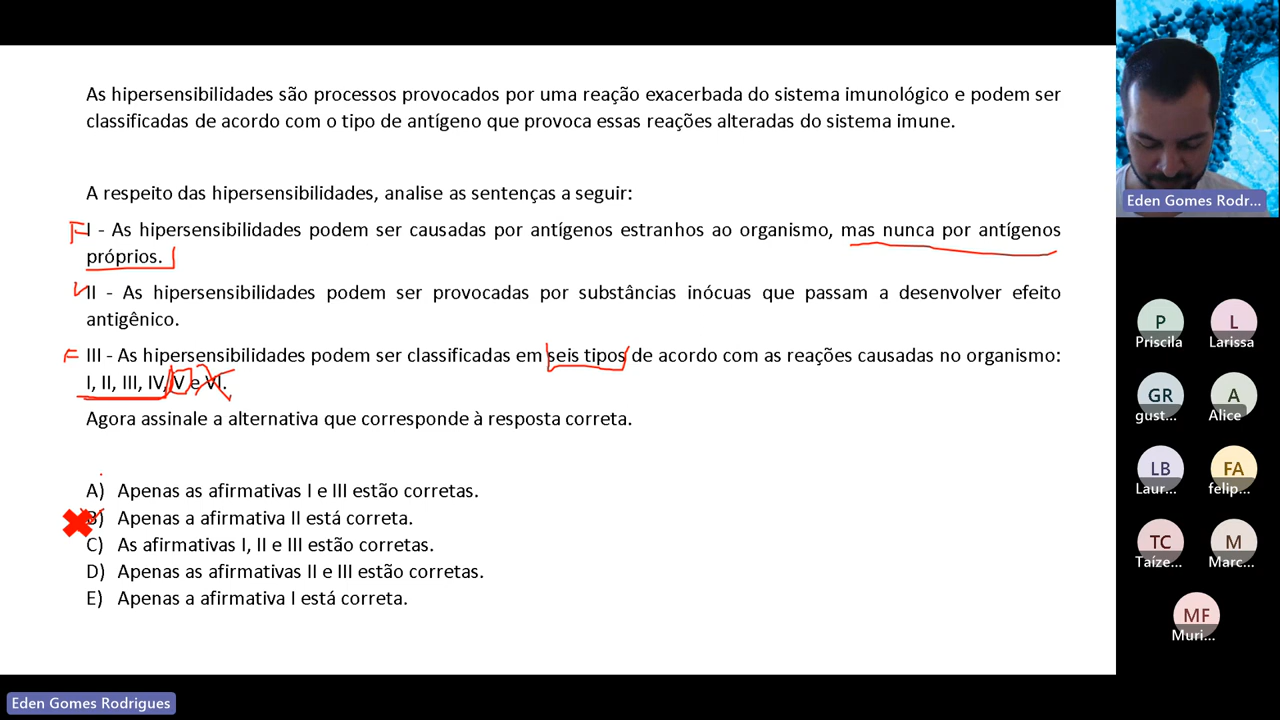 As hipersensibilidades são processos provocados por uma reação exacerbada do sistema imunológico e podem ser
classificadas de acordo com o tipo de antígeno que provoca essas reações alteradas do sistema imune.
A respeito das hipersensibilidades, analise as sentenças a seguir:
F I - As hipersensibilidades podem ser causadas por antígenos estranhos ao organismo, mas nunca por antígenos
próprios.
II - As hipersensibilidades podem ser provocadas por substâncias inócuas que passam a desenvolver efeito
antigênico.
F III - As hipersensibilidades podem ser classificadas em seis tipos de acordo com as reações causadas no organismo:
I, II, III, IV, V e VI.
Agora assinale a alternativa que corresponde à resposta correta.
A) Apenas as afirmativas I e III estão corretas.
B) Apenas a afirmativa II está correta.
C) As afirmativas I, II e III estão corretas.
D) Apenas as afirmativas II e III estão corretas.
E) Apenas a afirmativa I está correta.
Eden Gomes Rodr...
P
Priscila
L
Larissa
GR
gust...
A
Alice
LB
Laur...
FA
felip...
TC
Taíze...
M
Marc...
MF
Muri...
Eden Gomes Rodrigues